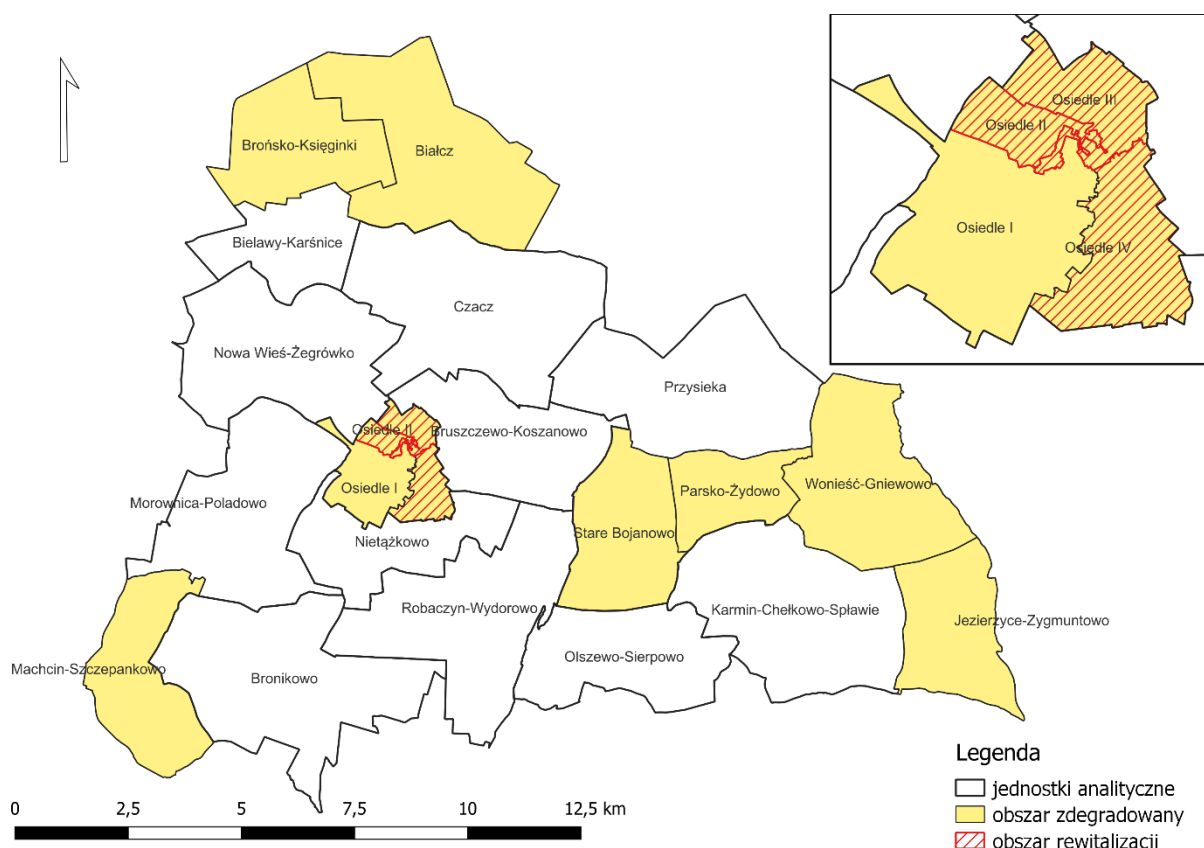 Osiedle III
Osiedle II
Osiedle I
Osiedle IV
Brońsko-Księginki
Białcz
Bielawy-Karśnice
Czacz
Nowa Wieś-Żegrówko
Przysieka
Osiedle II
Bruszczewo-Koszanowo
Osiedle I
Morownica-Poladowo
Parsko-Żydowo
Wonieść-Gniewowo
Nietążkowo
Stare Bojanowo
Robaczyn-Wydorowo
Karmin-Chełkowo-Spławie
Jezierzyce-Zygmuntowo
Machcin-Szczepankowo
Olszewo-Sierpowo
Bronikowo
Legenda
jednostki analityczne
obszar zdegradowany
obszar rewitalizacji
0 2,5 5 7,5 10 12,5 km